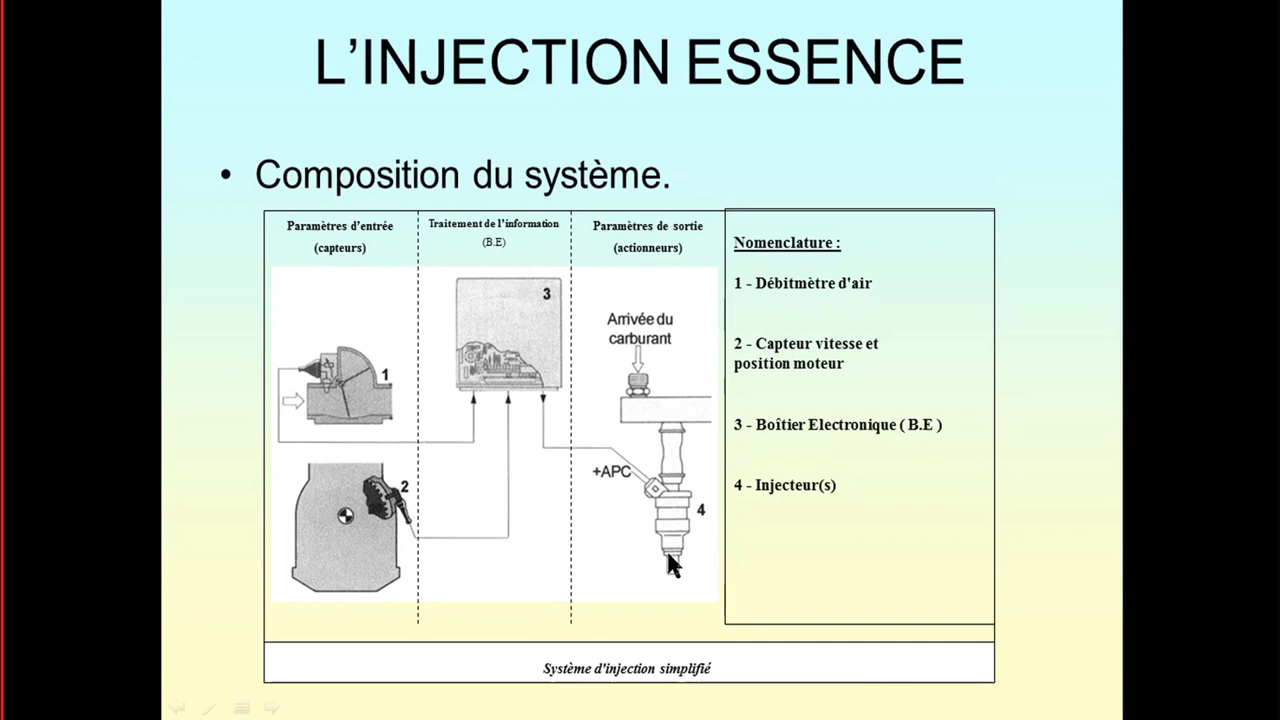 L'INJECTION ESSENCE
• Composition du système.
Paramètres d'entrée
(capteurs)
Traitement de l'information
(B.E)
Paramètres de sortie
(actionneurs)
1
2
3
Arrivée du
carburant
+APC
4
Nomenclature :
1 - Débitmètre d'air
2 - Capteur vitesse et
position moteur
3 - Boîtier Electronique ( B.E )
4 - Injecteur(s)
Système d'injection simplifié